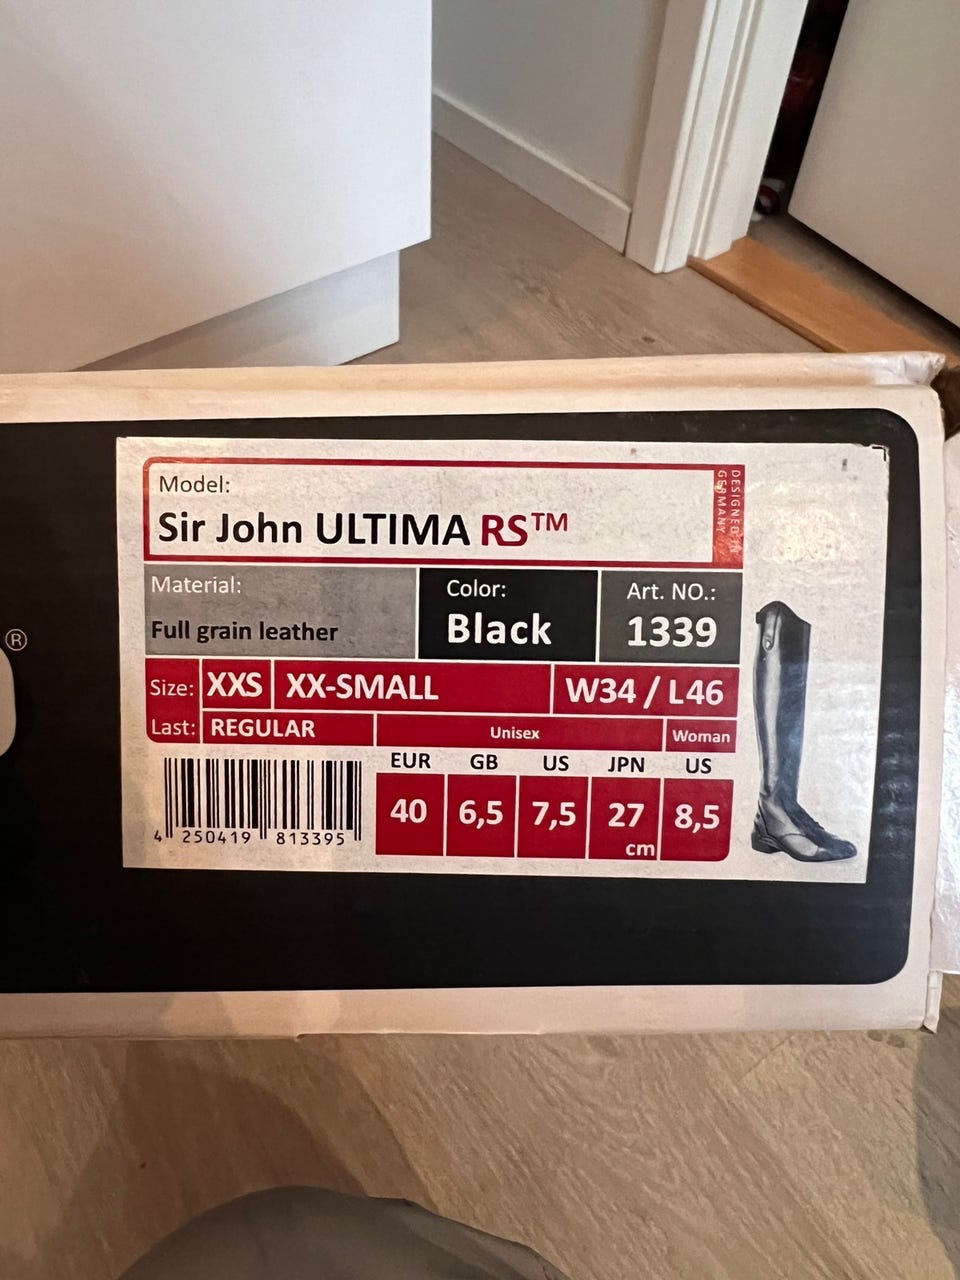 ®
Model:
Sir John ULTIMA RS™
DESIGNED IN
GERMANY
Material:
Full grain leather
Color:
Black
Art. NO.:
1339
Size: XXS XX-SMALL W34 / L46
Last: REGULAR Unisex Woman
EUR GB US JPN US
40 6,5 7,5 27 cm 8,5
4 250419 813395